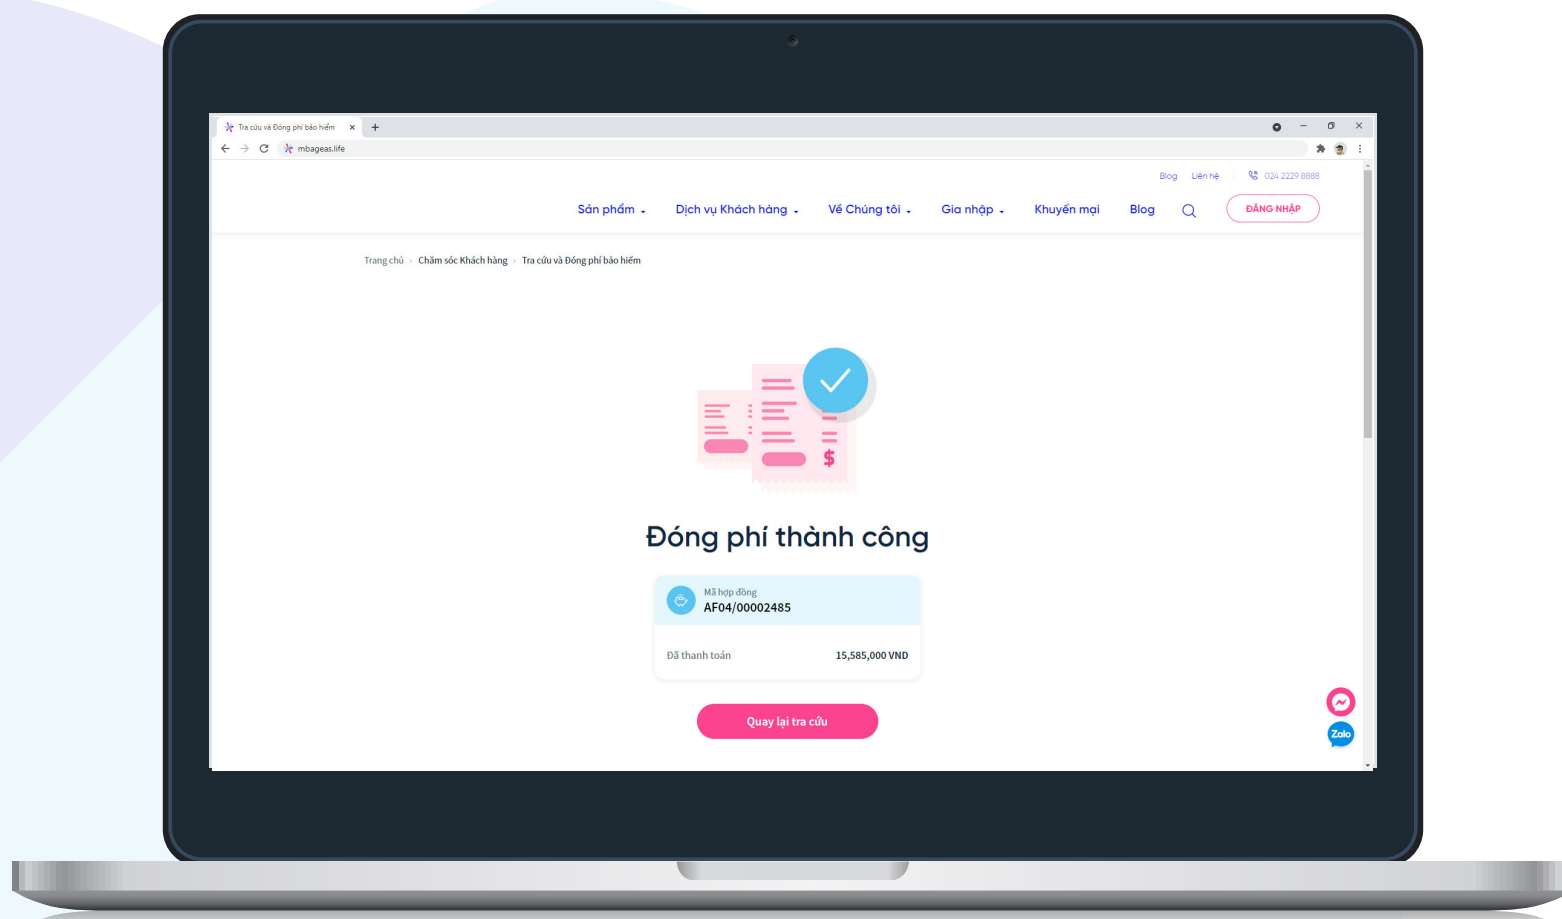 Tra cứu và Đóng phí bảo hiểm
mbageas.life
Blog Liên hệ 024 2229 8888
Sản phẩm Dịch vụ Khách hàng Về Chúng tôi Gia nhập Khuyến mại Blog ĐĂNG NHẬP
Trang chủ › Chăm sóc Khách hàng › Tra cứu và Đóng phí bảo hiểm
$
Đóng phí thành công
Mã hợp đồng
AF04/00002485
Đã thanh toán 15,585,000 VND
Quay lại tra cứu
Zalo